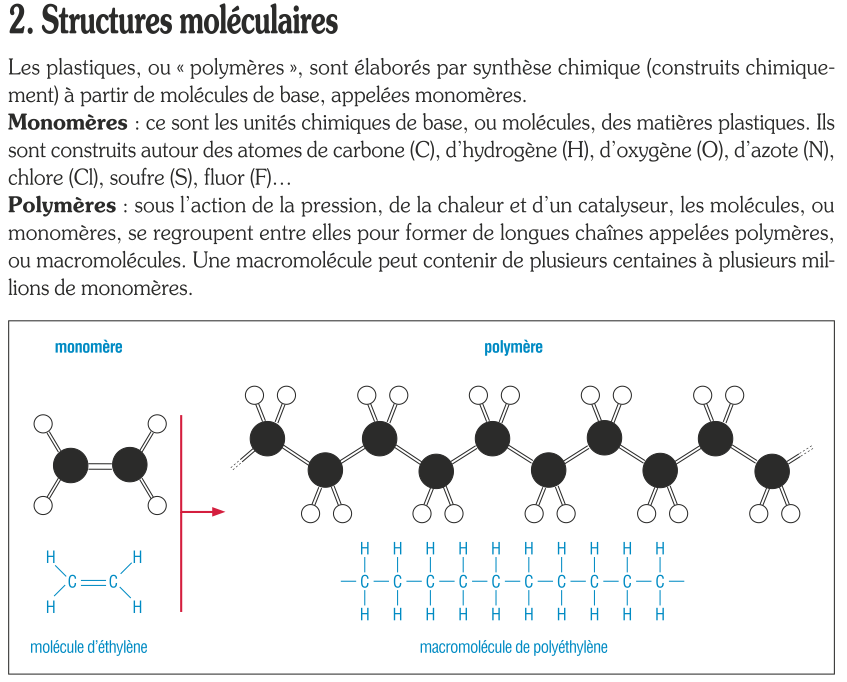 2. Structures moléculaires
Les plastiques, ou « polymères », sont élaborés par synthèse chimique (construits chimique-
ment) à partir de molécules de base, appelées monomères.
Monomères : ce sont les unités chimiques de base, ou molécules, des matières plastiques. Ils
sont construits autour des atomes de carbone (C), d'hydrogène (H), d'oxygène (O), d'azote (N),
chlore (Cl), soufre (S), fluor (F)…
Polymères : sous l'action de la pression, de la chaleur et d'un catalyseur, les molécules, ou
monomères, se regroupent entre elles pour former de longues chaînes appelées polymères,
ou macromolécules. Une macromolécule peut contenir de plusieurs centaines à plusieurs mil-
lions de monomères.
monomère
polymère
H H
C C
H H
molécule d'éthylène
H H H H H H H H H H
C C C C C C C C C C
H H H H H H H H H H
macromolécule de polyéthylène